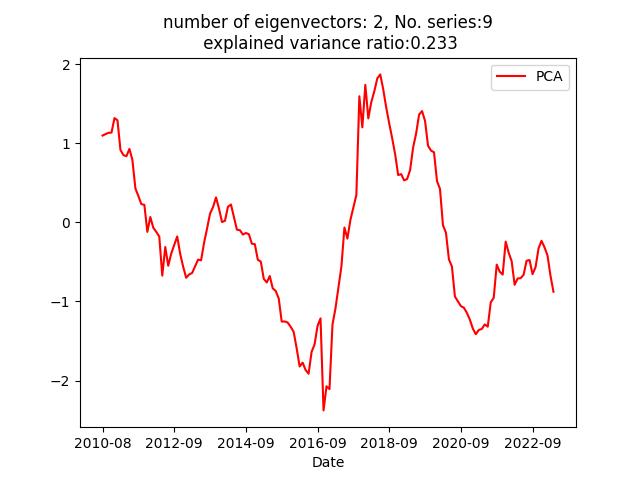 number of eigenvectors: 2, No. series:9
explained variance ratio:0.233
PCA
2
1
0
−1
−2
2010-08 2012-09 2014-09 2016-09 2018-09 2020-09 2022-09
Date